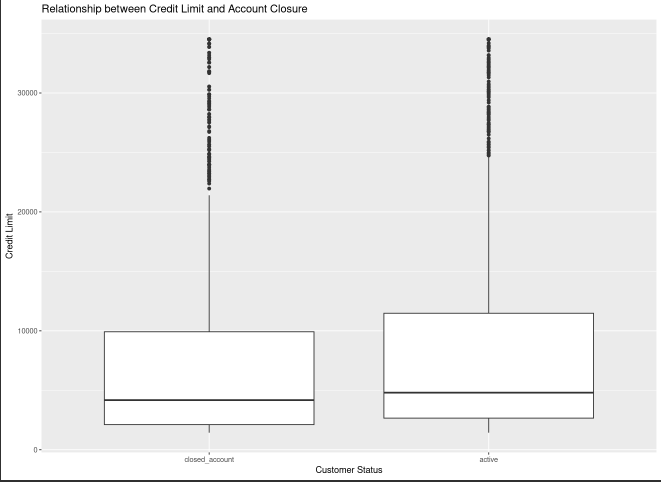 Relationship between Credit Limit and Account Closure
30000
20000
10000
0
Credit Limit
closed_account
active
Customer Status